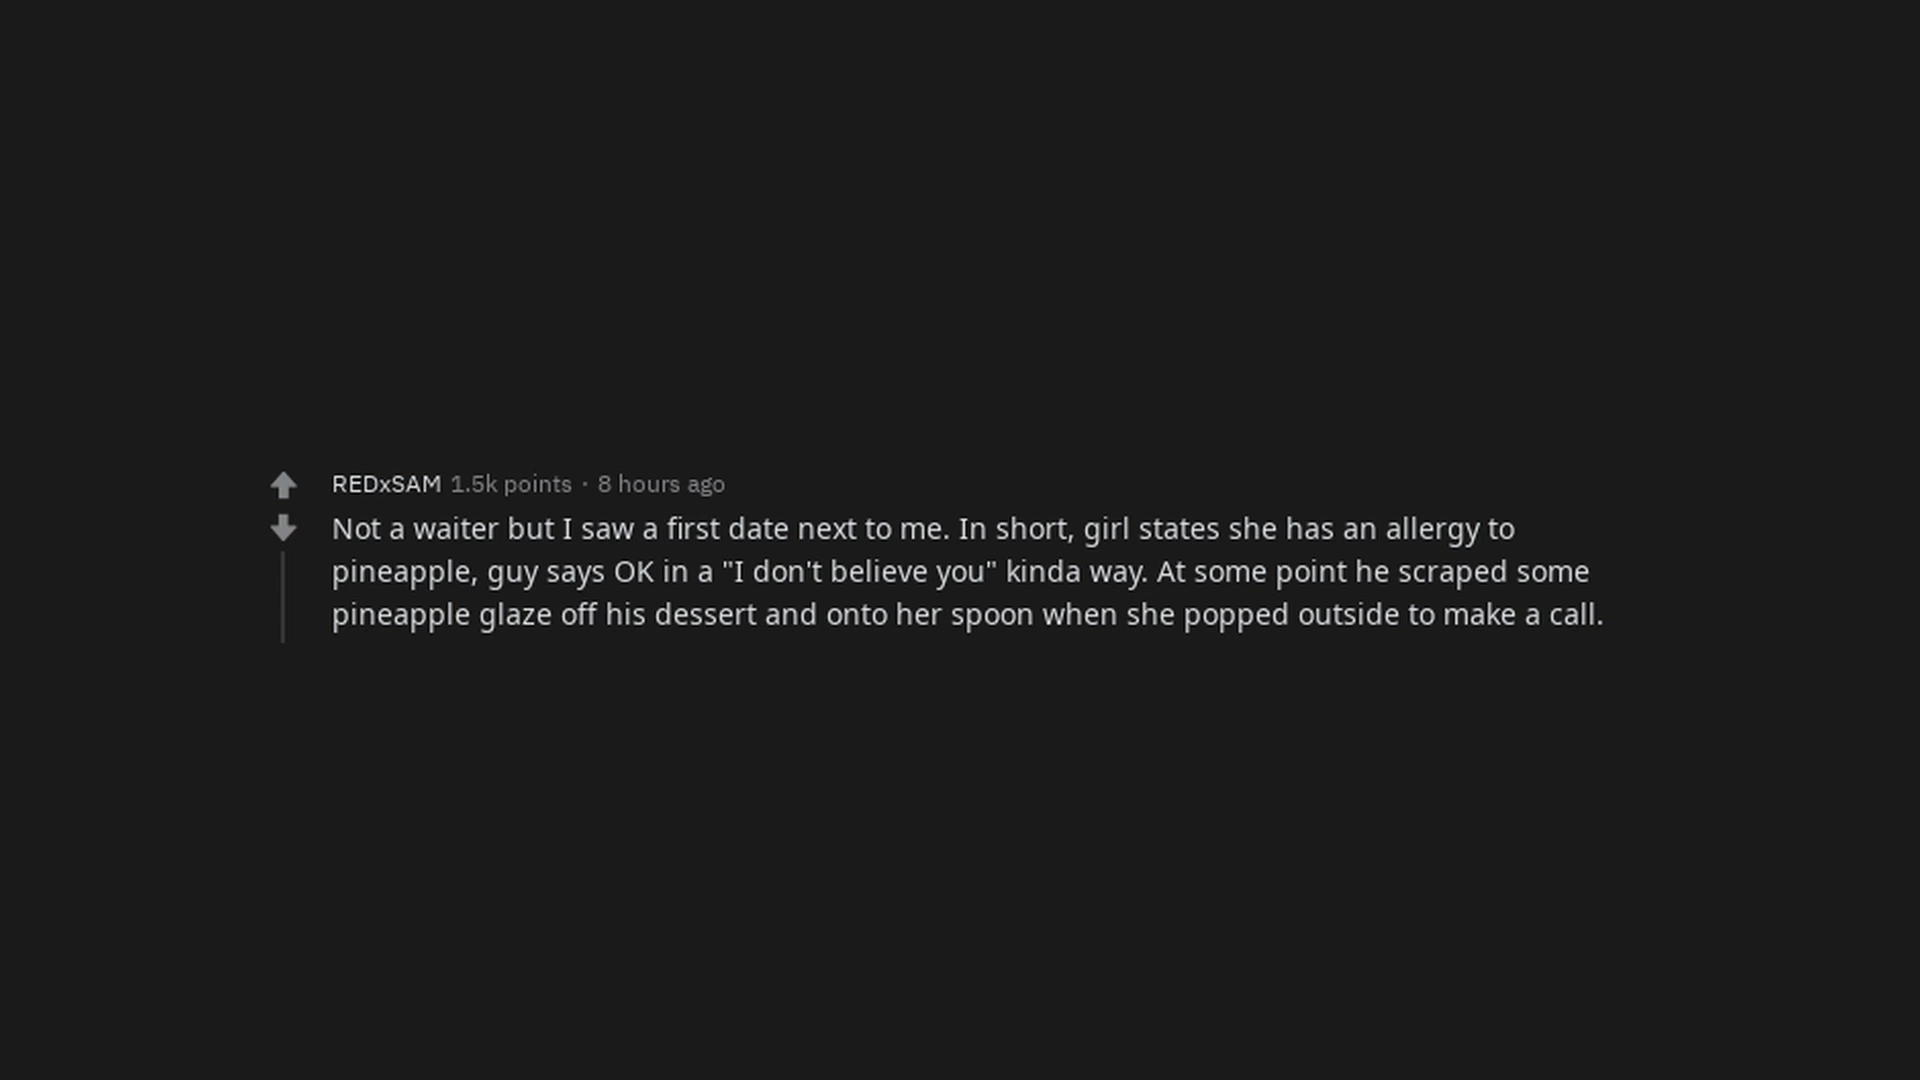 REDxSAM 1.5k points · 8 hours ago
Not a waiter but I saw a first date next to me. In short, girl states she has an allergy to
pineapple, guy says OK in a "I don't believe you" kinda way. At some point he scraped some
pineapple glaze off his dessert and onto her spoon when she popped outside to make a call.